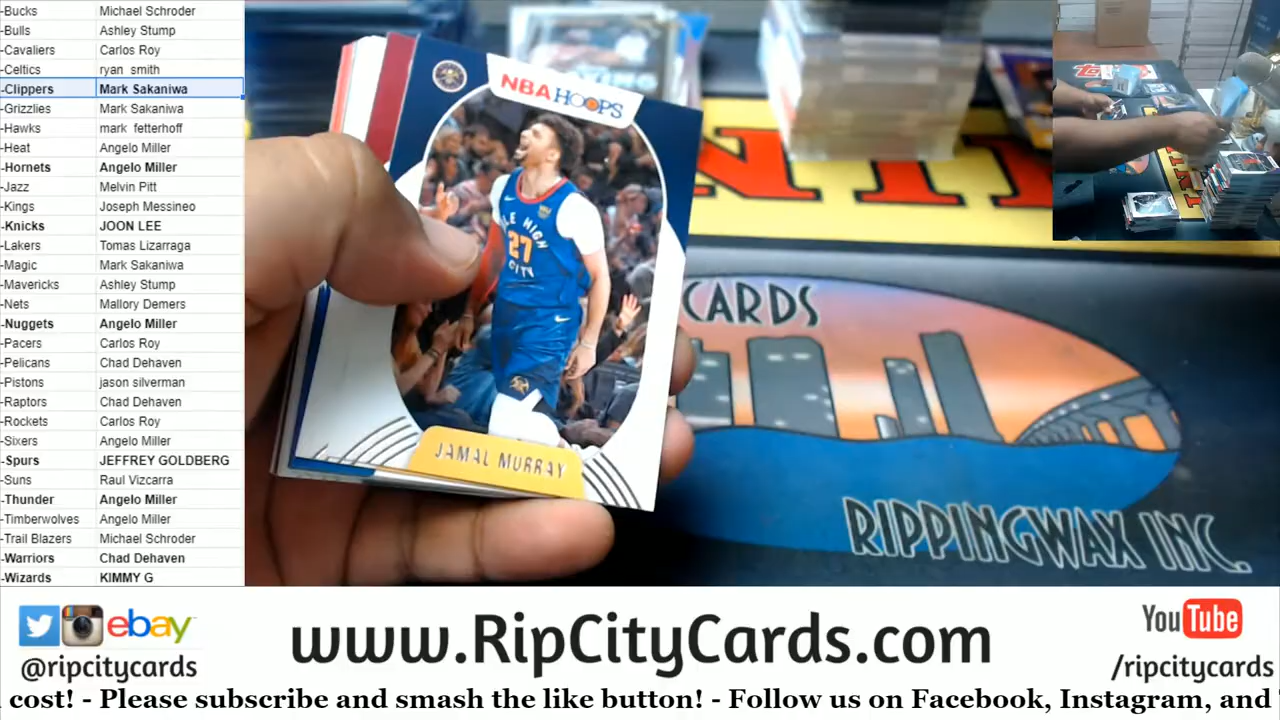 -Bucks Michael Schroder
-Bulls Ashley Stump
-Cavaliers Carlos Roy
-Celtics ryan smith
-Clippers Mark Sakaniwa
-Grizzlies Mark Sakaniwa
-Hawks mark fetterhoff
-Heat Angelo Miller
-Hornets Angelo Miller
-Jazz Melvin Pitt
-Kings Joseph Messineo
-Knicks JOON LEE
-Lakers Tomas Lizarraga
-Magic Mark Sakaniwa
-Mavericks Ashley Stump
-Nets Mallory Demers
-Nuggets Angelo Miller
-Pacers Carlos Roy
-Pelicans Chad Dehaven
-Pistons jason silverman
-Raptors Chad Dehaven
-Rockets Carlos Roy
-Sixers Angelo Miller
-Spurs JEFFREY GOLDBERG
-Suns Raul Vizcarra
-Thunder Angelo Miller
-Timberwolves Angelo Miller
-Trail Blazers Michael Schroder
-Warriors Chad Dehaven
-Wizards KIMMY G
NBA HOOPS
MILE HIGH
27
CITY
JAMAL MURRAY
CARDS
RIPPINGWAX INC.
ebay
@ripcitycards
www.RipCityCards.com
YouTube
/ripcitycards
cost! - Please subscribe and smash the like button! - Follow us on Facebook, Instagram, and